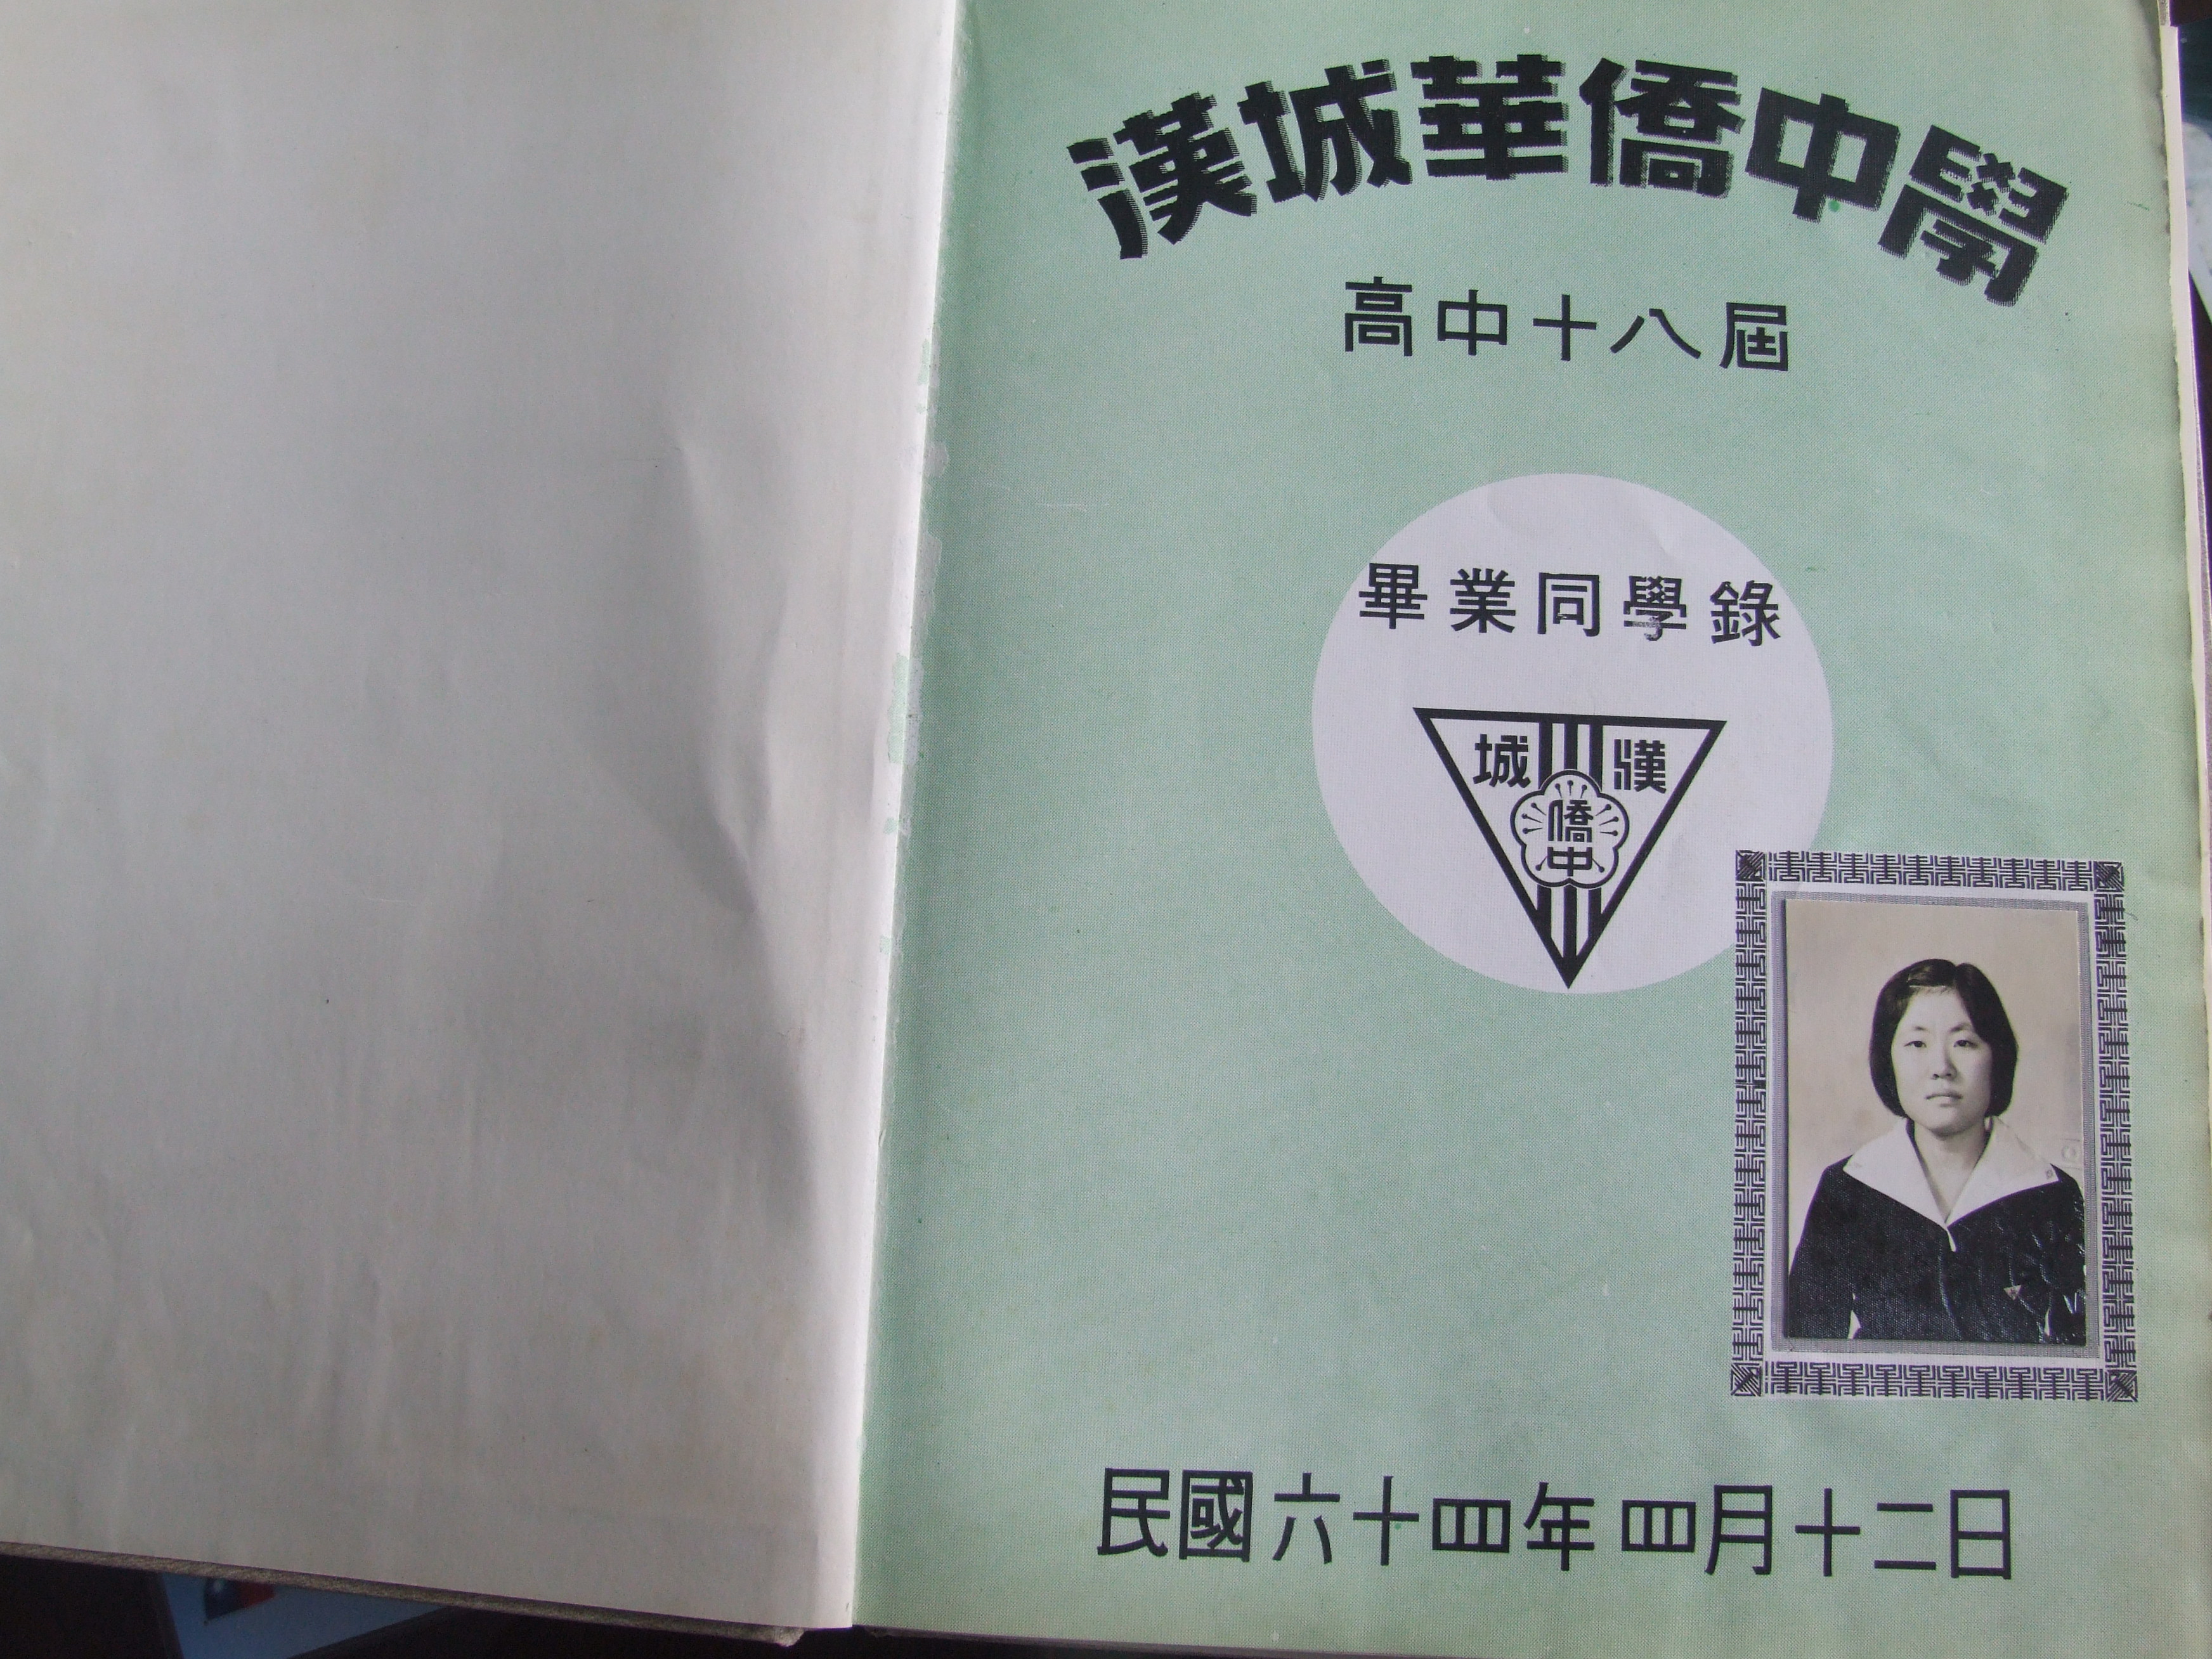 漢城華僑中學
高中十八屆
畢業同學錄
城 漢
僑
中
民國六十四年四月十二日